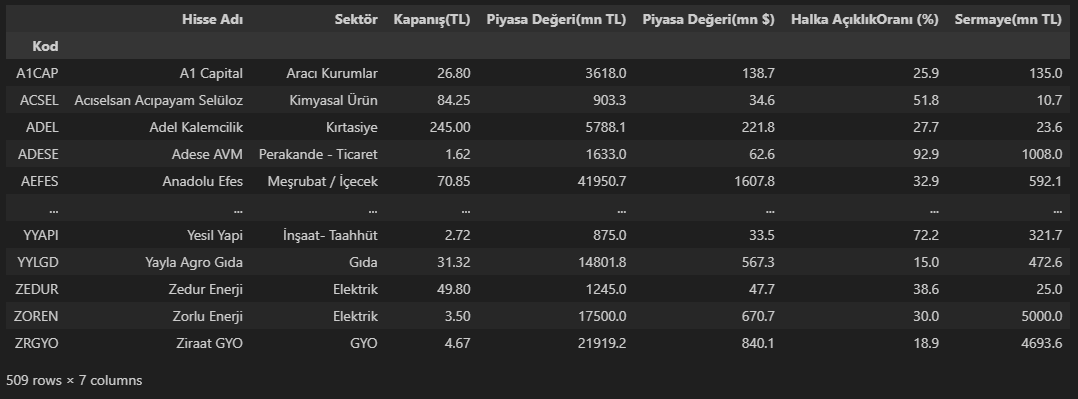 Hisse Adı Sektör Kapanış(TL) Piyasa Değeri(mn TL) Piyasa Değeri(mn $) Halka AçıklıkOranı (%) Sermaye(mn TL)
Kod
A1CAP A1 Capital Aracı Kurumlar 26.80 3618.0 138.7 25.9 135.0
ACSEL Acıselsan Acıpayam Selüloz Kimyasal Ürün 84.25 903.3 34.6 51.8 10.7
ADEL Adel Kalemcilik Kırtasiye 245.00 5788.1 221.8 27.7 23.6
ADESE Adese AVM Perakande - Ticaret 1.62 1633.0 62.6 92.9 1008.0
AEFES Anadolu Efes Meşrubat / İçecek 70.85 41950.7 1607.8 32.9 592.1
... ... ... ... ... ... ... ...
YYAPI Yesil Yapi İnşaat- Taahhüt 2.72 875.0 33.5 72.2 321.7
YYLGD Yayla Agro Gıda Gıda 31.32 14801.8 567.3 15.0 472.6
ZEDUR Zedur Enerji Elektrik 49.80 1245.0 47.7 38.6 25.0
ZOREN Zorlu Enerji Elektrik 3.50 17500.0 670.7 30.0 5000.0
ZRGYO Ziraat GYO GYO 4.67 21919.2 840.1 18.9 4693.6
509 rows × 7 columns